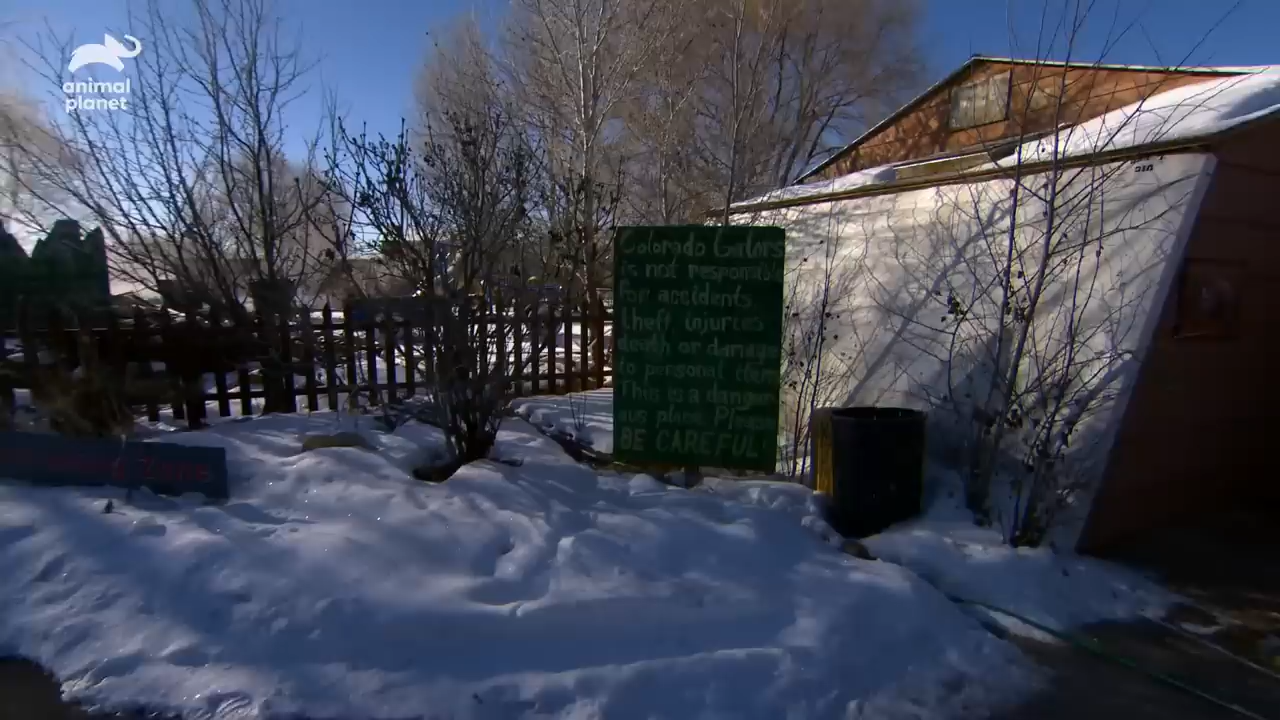 animal
planet
Colorado Gators
is not responsible
for accidents
theft injuries
death or damage
to personal items
This is a danger
ous place. Please
BE CAREFUL!
Zone